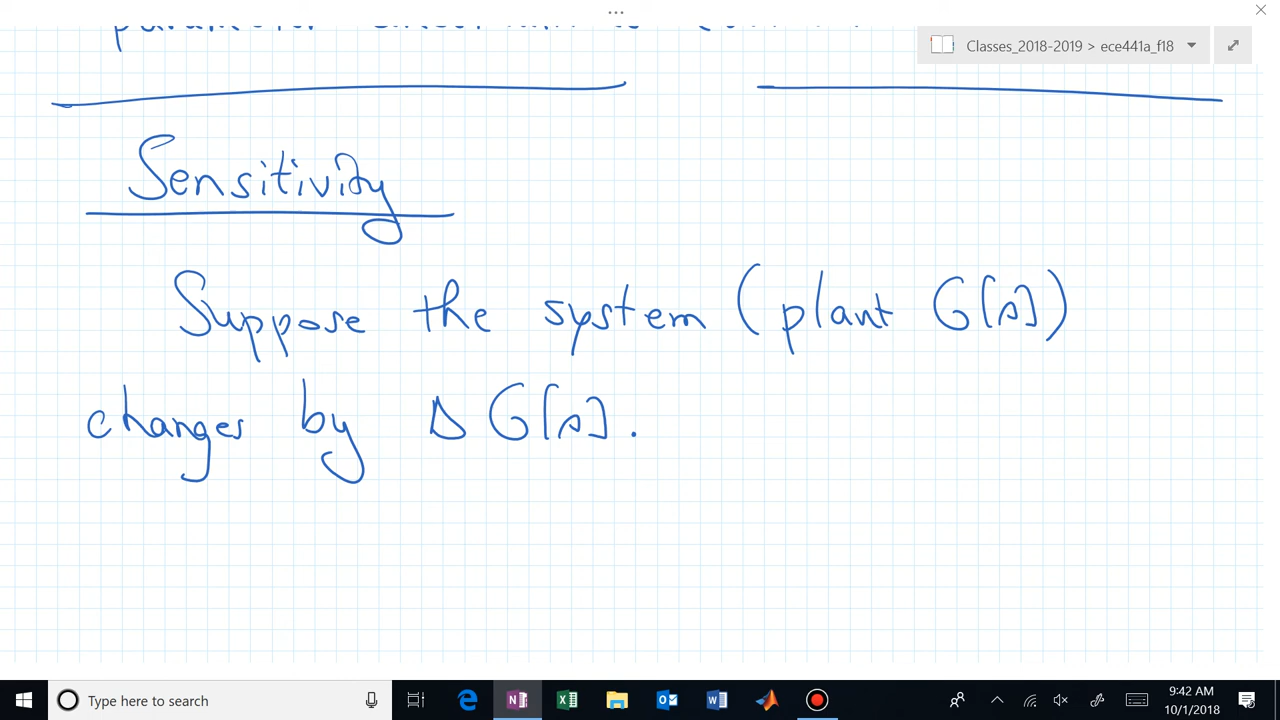 Classes_2018-2019 > ece441a_f18
Sensitivity
Suppose the system (plant G[s])
changes by Δ G[s].
Type here to search
9:42 AM
10/1/2018